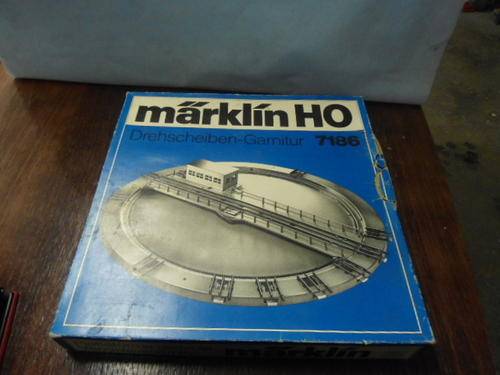 märklin HO
Drehscheiben-Garnitur 7186
märklin